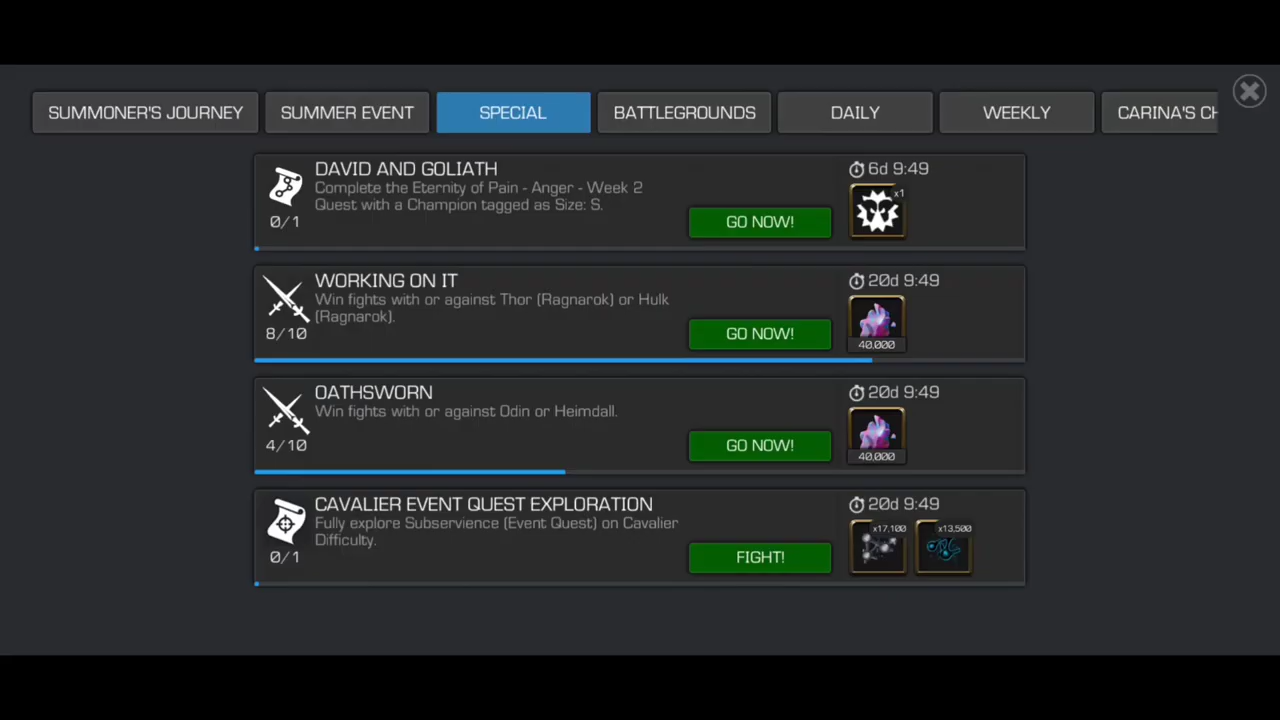 SUMMONER'S JOURNEY
SUMMER EVENT
SPECIAL
BATTLEGROUNDS
DAILY
WEEKLY
CARINA'S CH
DAVID AND GOLIATH
6d 9:49
Complete the Eternity of Pain - Anger - Week 2
Quest with a Champion tagged as Size: S.
x1
0/1
GO NOW!
WORKING ON IT
20d 9:49
Win fights with or against Thor (Ragnarok) or Hulk
(Ragnarok).
8/10
GO NOW!
40,000
OATHSWORN
20d 9:49
Win fights with or against Odin or Heimdall.
4/10
GO NOW!
40,000
CAVALIER EVENT QUEST EXPLORATION
20d 9:49
Fully explore Subservience (Event Quest) on Cavalier
Difficulty.
x17,100
x13,500
0/1
FIGHT!